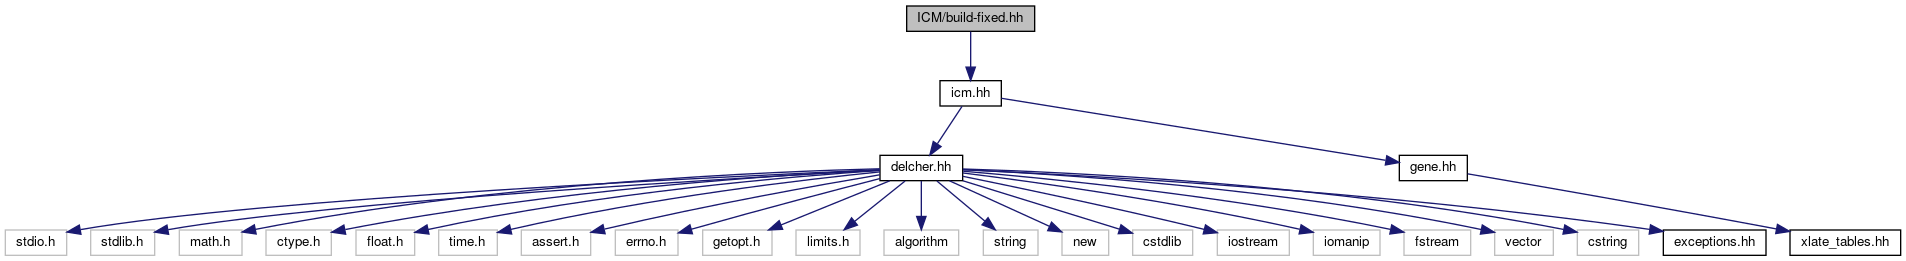 ICM/build-fixed.hh
icm.hh
delcher.hh
gene.hh
stdio.h
stdlib.h
math.h
ctype.h
float.h
time.h
assert.h
errno.h
getopt.h
limits.h
algorithm
string
new
cstdlib
iostream
iomanip
fstream
vector
cstring
exceptions.hh
xlate_tables.hh